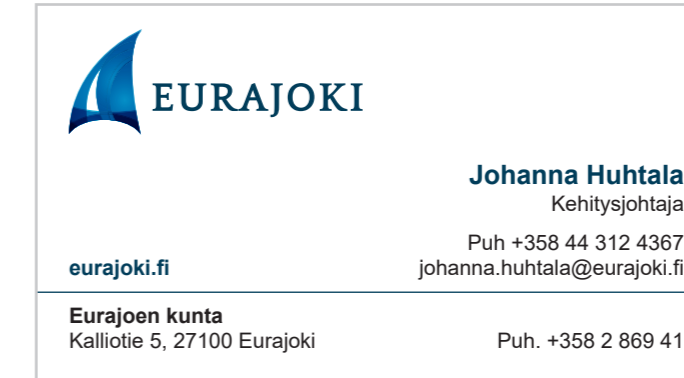 EURAJOKI
Johanna Huhtala
Kehitysjohtaja
Puh +358 44 312 4367
eurajoki.fi johanna.huhtala@eurajoki.fi
Eurajoen kunta
Kalliotie 5, 27100 Eurajoki Puh. +358 2 869 41